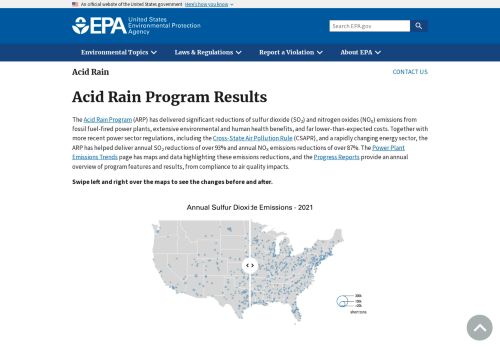 An official website of the United States government Here's how you know
EPA United States
Environmental Protection
Agency
Search EPA.gov
Environmental Topics Laws & Regulations Report a Violation About EPA
Acid Rain CONTACT US
Acid Rain Program Results
The Acid Rain Program (ARP) has delivered significant reductions of sulfur dioxide (SO₂) and nitrogen oxides (NOₓ) emissions from
fossil fuel-fired power plants, extensive environmental and human health benefits, and far lower-than-expected costs. Together with
more recent power sector regulations, including the Cross-State Air Pollution Rule (CSAPR), and a rapidly changing energy sector, the
ARP has helped deliver annual SO₂ reductions of over 93% and annual NOₓ emissions reductions of over 87%. The Power Plant
Emissions Trends page has maps and data highlighting these emissions reductions, and the Progress Reports provide an annual
overview of program features and results, from compliance to air quality impacts.
Swipe left and right over the maps to see the changes before and after.
Annual Sulfur Dioxide Emissions - 2021
short tons